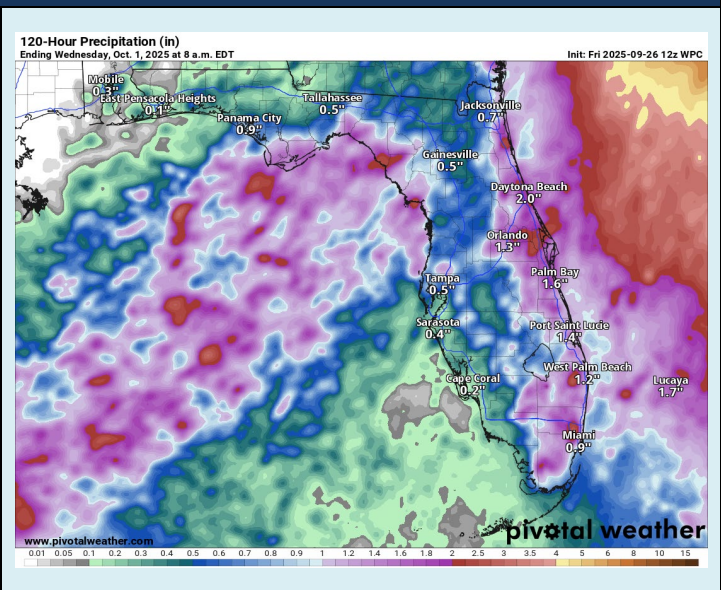 120-Hour Precipitation (in)
Ending Wednesday, Oct. 1, 2025 at 8 a.m. EDT
Init: Fri 2025-09-26 12z WPC
Mobile
0.3"
East Pensacola Heights
0.1"
Panama City
0.9"
Tallahassee
0.5"
Jacksonville
0.7"
Gainesville
0.5"
Daytona Beach
2.0"
Orlando
1.3"
Tampa
0.5"
Palm Bay
1.6"
Sarasota
0.4"
Port Saint Lucie
1.4"
West Palm Beach
1.2"
Cape Coral
0.2"
Lucaya
1.7"
Miami
0.9"
pivotal weather
www.pivotalweather.com
0.01 0.05 0.1 0.2 0.3 0.4 0.5 0.6 0.7 0.8 0.9 1 1.2 1.4 1.6 1.8 2 2.5 3 3.5 4 5 6 8 10 15